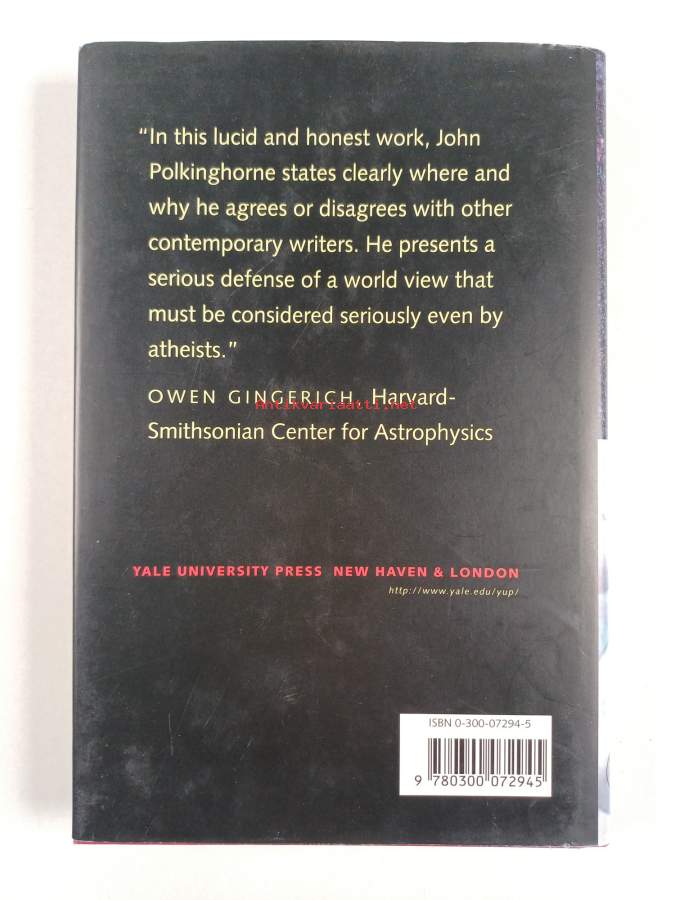 “In this lucid and honest work, John
Polkinghorne states clearly where and
why he agrees or disagrees with other
contemporary writers. He presents a
serious defense of a world view that
must be considered seriously even by
atheists.”
OWEN GINGERICH, Harvard-
Antikvariaatti.net
Smithsonian Center for Astrophysics
YALE UNIVERSITY PRESS NEW HAVEN & LONDON
http://www.yale.edu/yup/
ISBN 0-300-07294-5
9 780300 072945